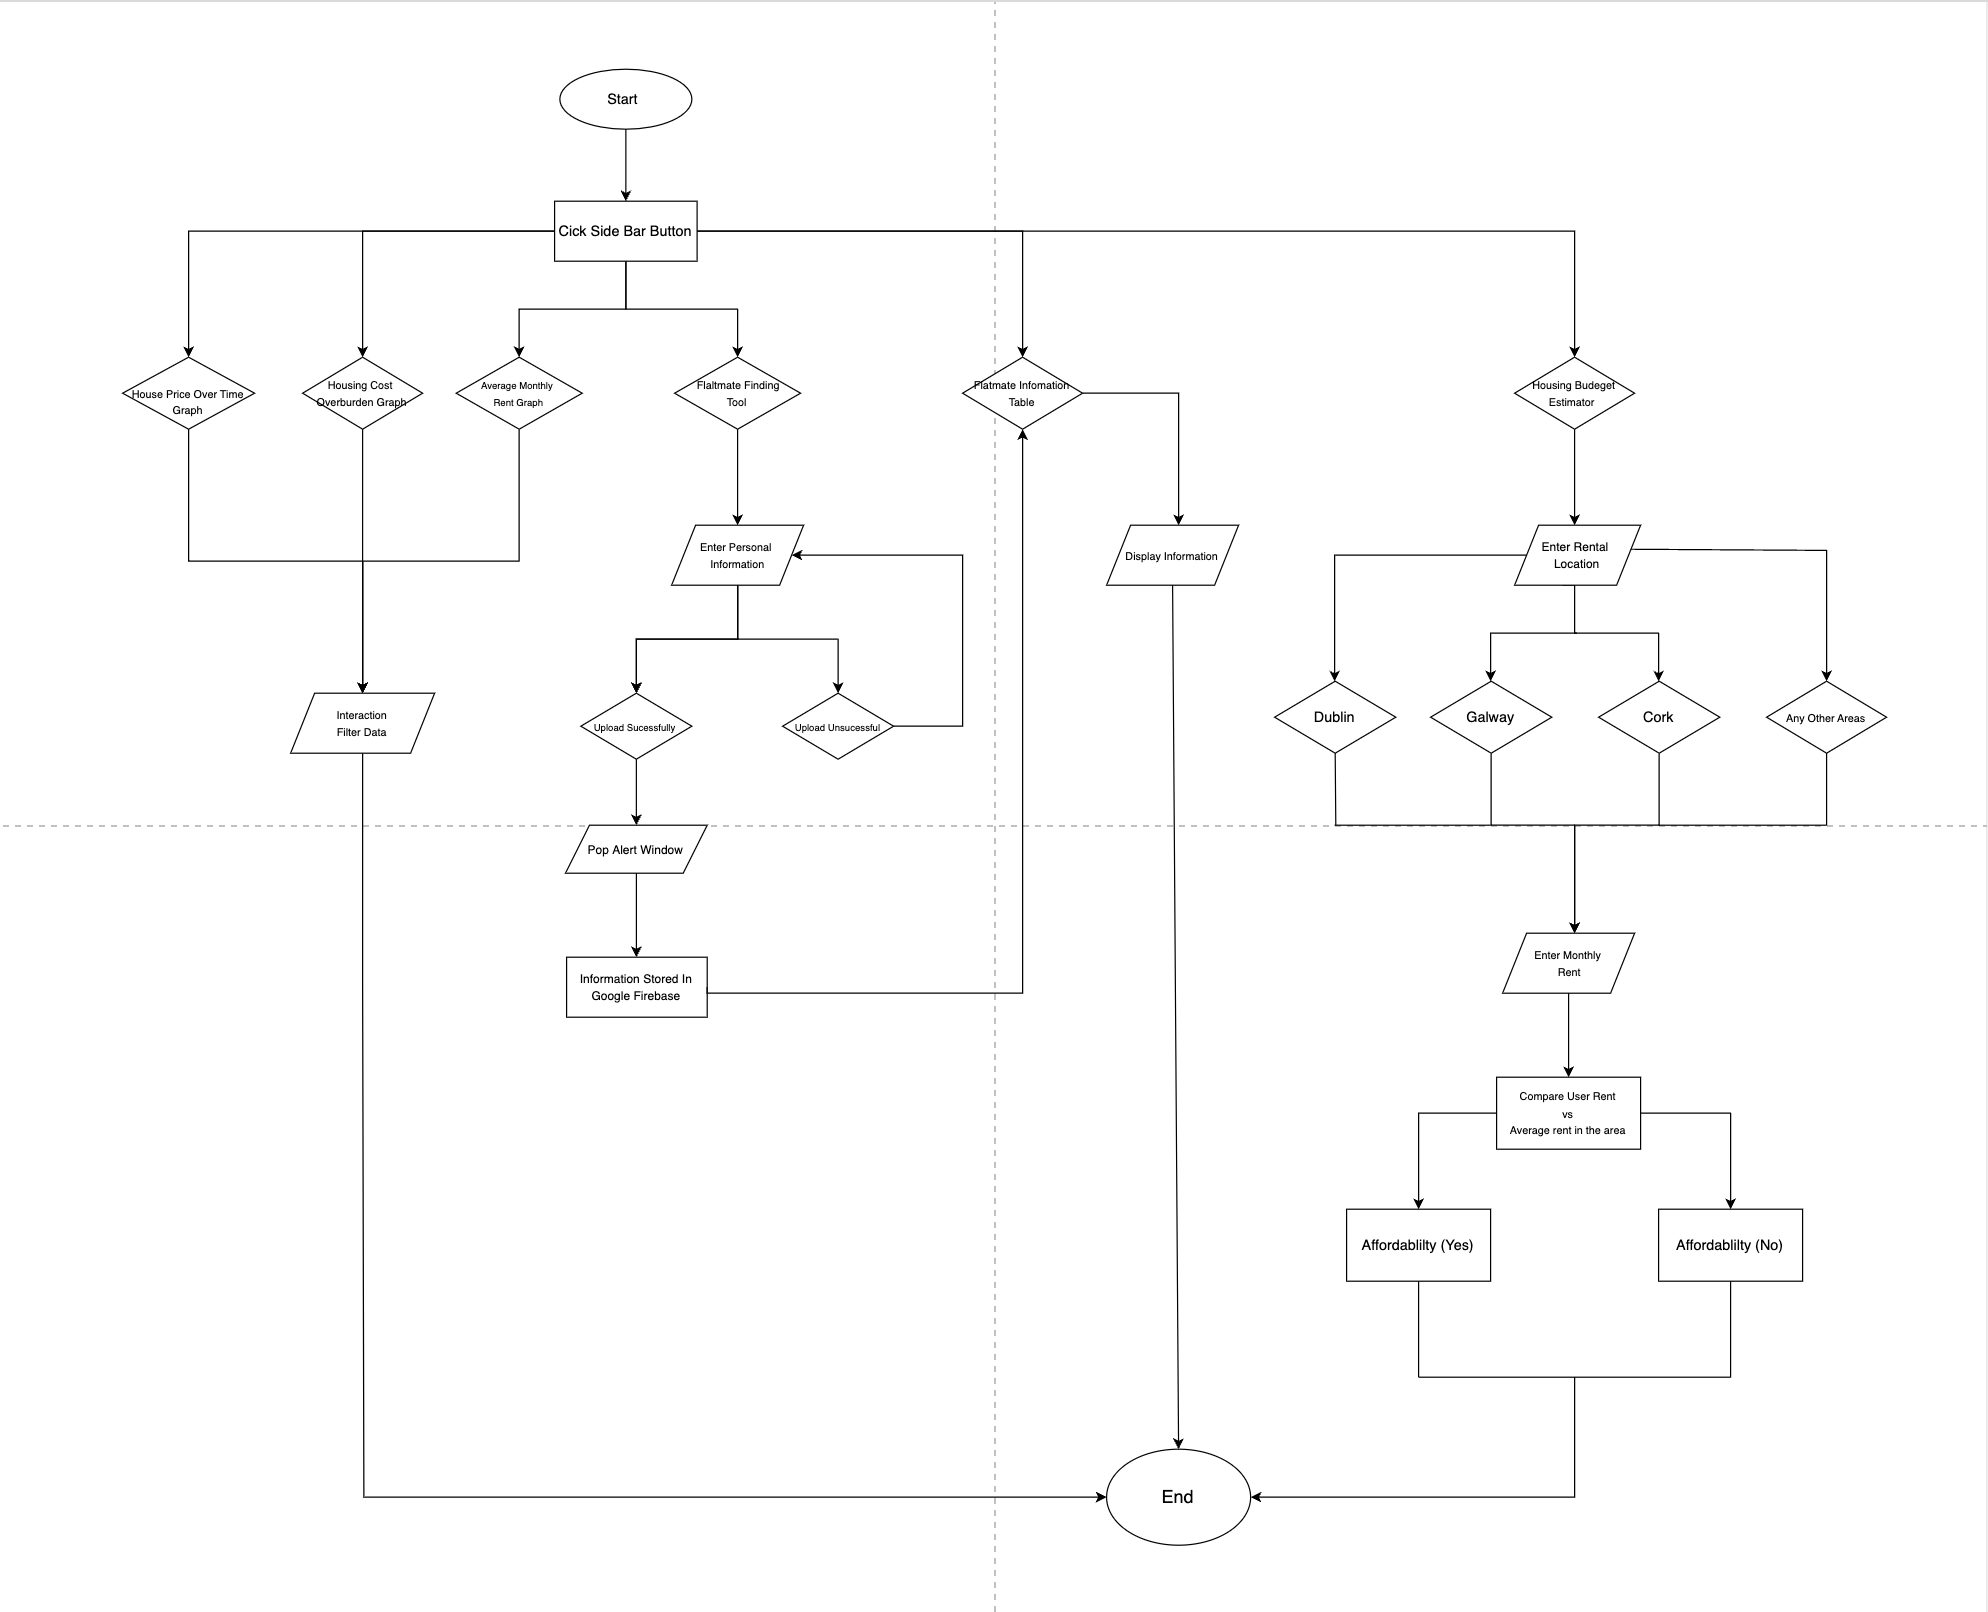 Start
Cick Side Bar Button
House Price Over Time
Graph
Housing Cost
Overburden Graph
Average Monthly
Rent Graph
Flaltmate Finding
Tool
Flatmate Infomation
Table
Housing Budeget
Estimator
Enter Personal
Information
Display Information
Enter Rental
Location
Interaction
Filter Data
Upload Sucessfully
Upload Unsucessful
Dublin
Galway
Cork
Any Other Areas
Pop Alert Window
Information Stored In
Google Firebase
Enter Monthly
Rent
Compare User Rent
vs
Average rent in the area
Affordablilty (Yes)
Affordablilty (No)
End